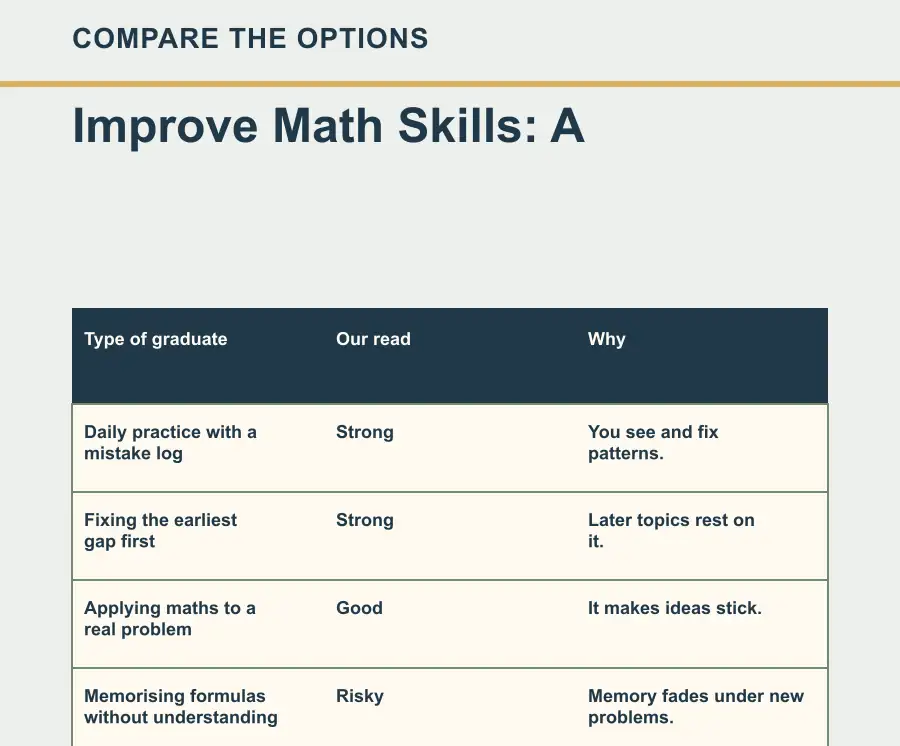 COMPARE THE OPTIONS
Improve Math Skills: A
Type of graduate Our read Why
Daily practice with a Strong You see and fix
mistake log patterns.
Fixing the earliest Strong Later topics rest on
gap first it.
Applying maths to a Good It makes ideas stick.
real problem
Memorising formulas Risky Memory fades under new
without understanding problems.